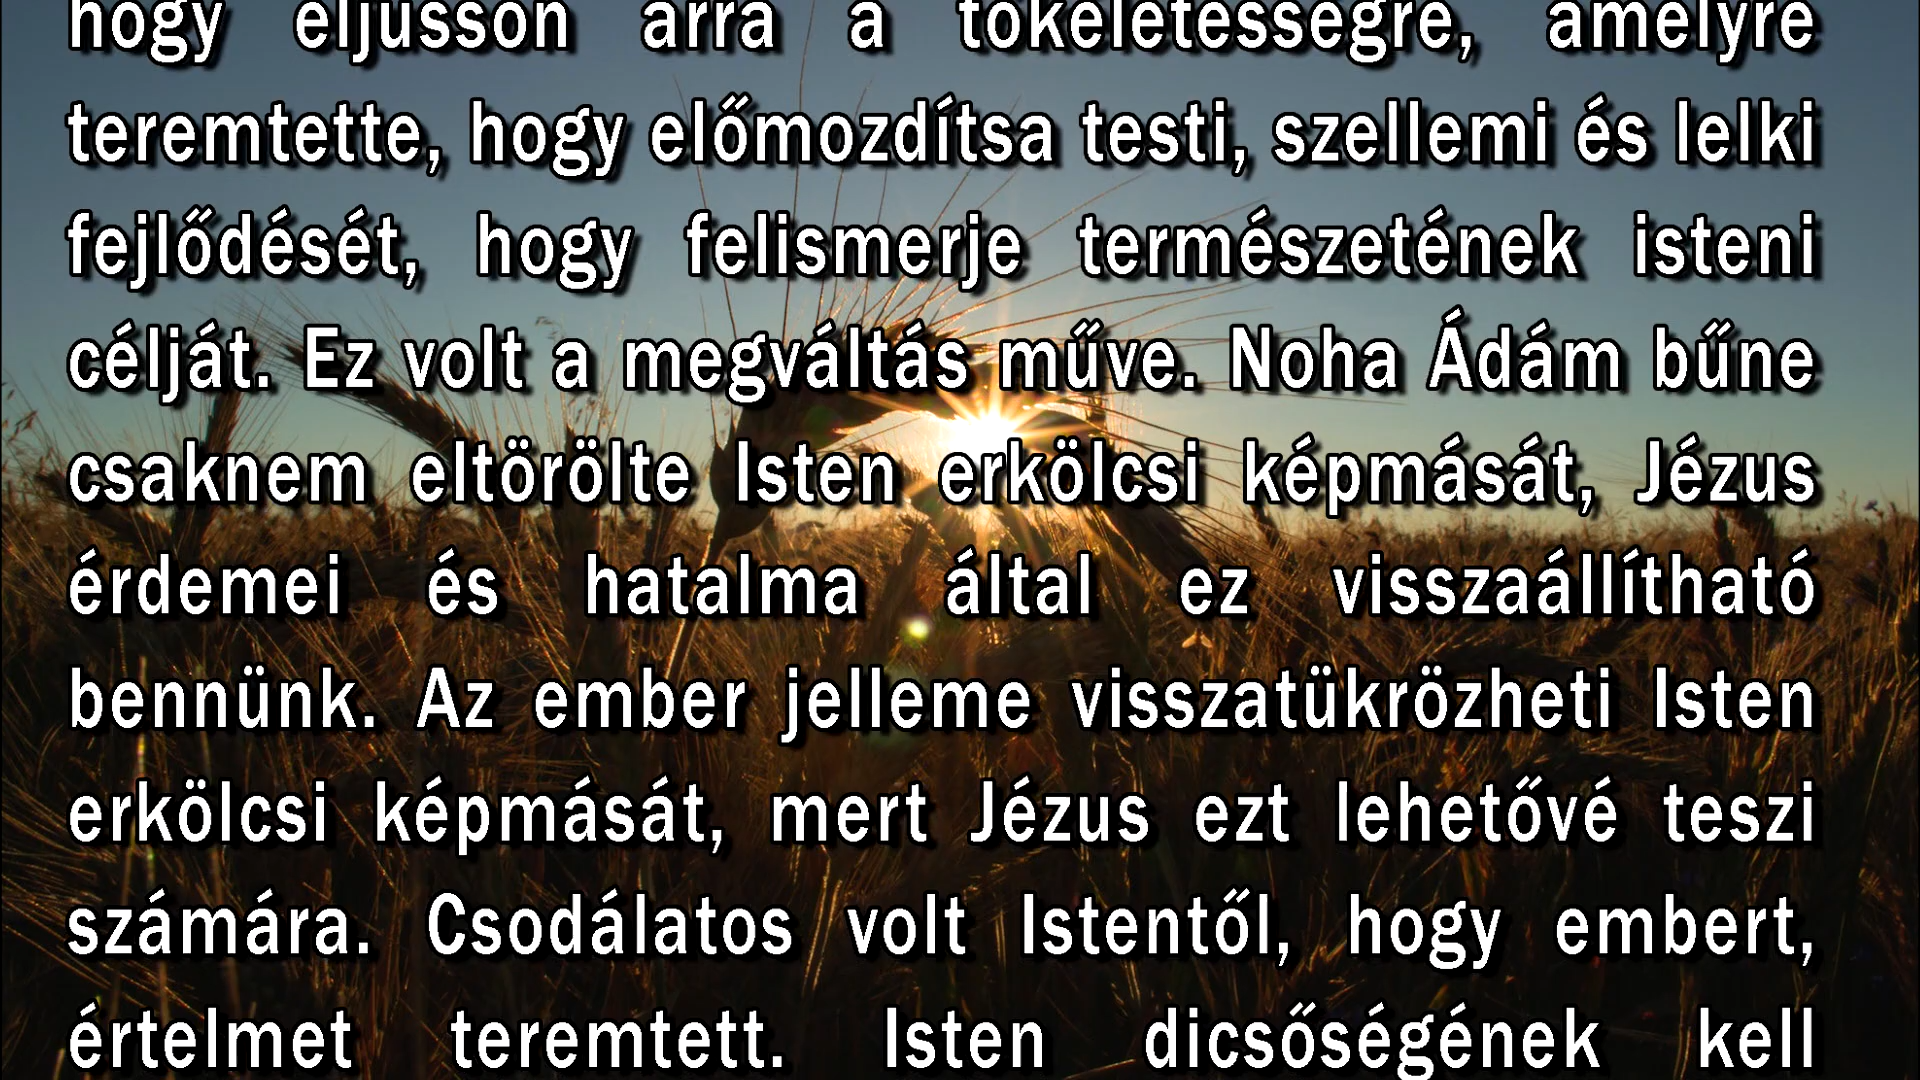 hogy eljusson arra a tökéletességre, amelyre
teremtette, hogy előmozdítsa testi, szellemi és lelki
fejlődését, hogy felismerje természetének isteni
célját. Ez volt a megváltás műve. Noha Ádám bűne
csaknem eltörölte Isten erkölcsi képmását, Jézus
érdemei és hatalma által ez visszaállítható
bennünk. Az ember jelleme visszatükrözheti Isten
erkölcsi képmását, mert Jézus ezt lehetővé teszi
számára. Csodálatos volt Istentől, hogy embert,
értelmet teremtett. Isten dicsőségének kell